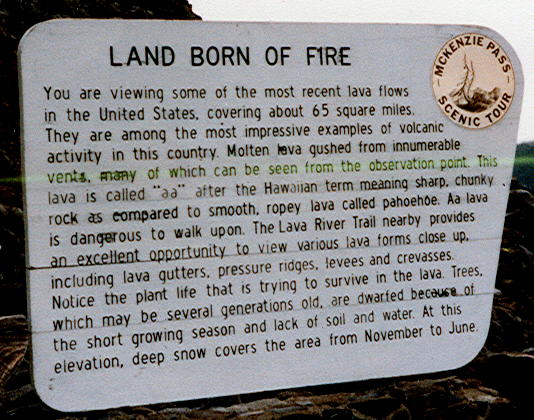 LAND BORN OF FIRE
MCKENZIE PASS
SCENIC TOUR
You are viewing some of the most recent lava flows
in the United States, covering about 65 square miles.
They are among the most impressive examples of volcanic
activity in this country. Molten lava gushed from innumerable
vents, many of which can be seen from the observation point. This
lava is called "aa" after the Hawaiian term meaning sharp, chunky
rock as compared to smooth, ropey lava called pahoehoe. Aa lava
is dangerous to walk upon. The Lava River Trail nearby provides
an excellent opportunity to view various lava forms close up,
including lava gutters, pressure ridges, levees and crevasses.
Notice the plant life that is trying to survive in the lava. Trees,
which may be several generations old, are dwarfed because of
the short growing season and lack of soil and water. At this
elevation, deep snow covers the area from November to June.